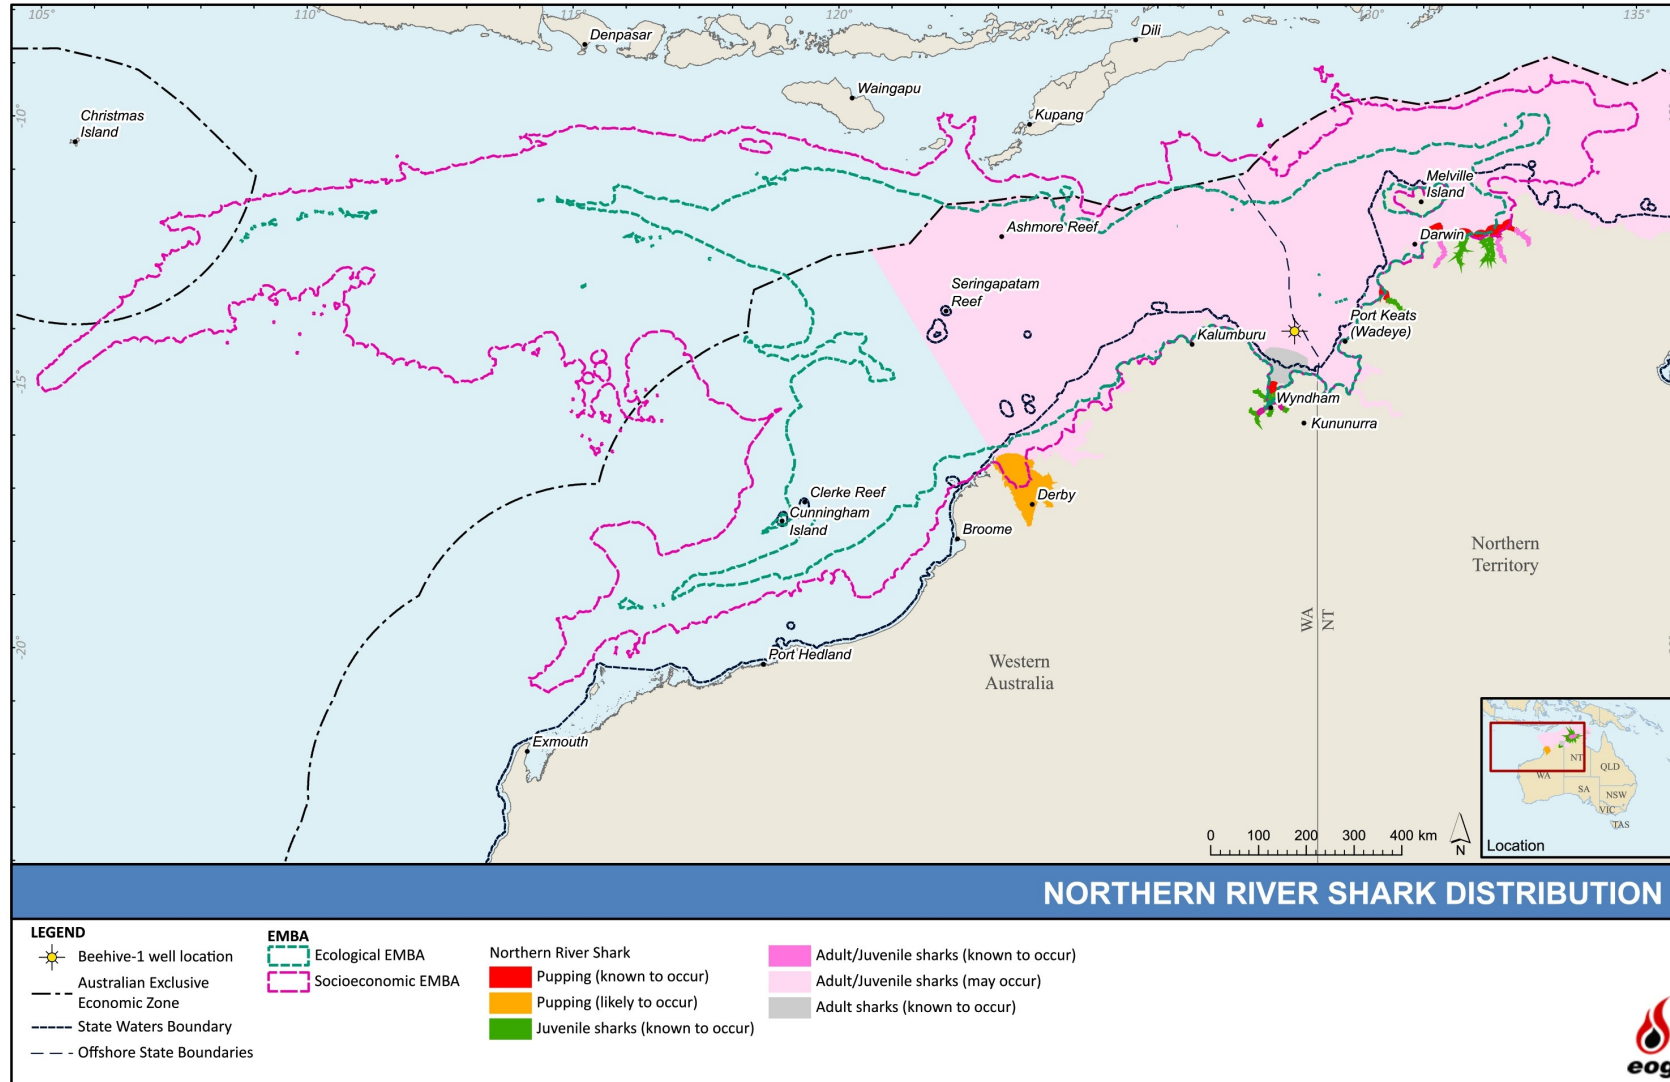 105°
110°
115°
120°
125°
130°
135°
-10°
-15°
-20°
Denpasar
Dili
Waingapu
Christmas
Island
Kupang
Melville
Island
Ashmore Reef
Darwin
Seringapatam
Reef
Port Keats
(Wadeye)
Kalumburu
Wyndham
Kununurra
Clerke Reef
Cunningham
Island
Derby
Broome
Northern
Territory
WA
NT
Western
Australia
Port Hedland
Exmouth
0 100 200 300 400 km
N
NT
WA
QLD
SA
NSW
VIC
TAS
Location
NORTHERN RIVER SHARK DISTRIBUTION
LEGEND
Beehive-1 well location
Australian Exclusive
Economic Zone
State Waters Boundary
Offshore State Boundaries
EMBA
Ecological EMBA
Socioeconomic EMBA
Northern River Shark
Pupping (known to occur)
Pupping (likely to occur)
Juvenile sharks (known to occur)
Adult/Juvenile sharks (known to occur)
Adult/Juvenile sharks (may occur)
Adult sharks (known to occur)
eog